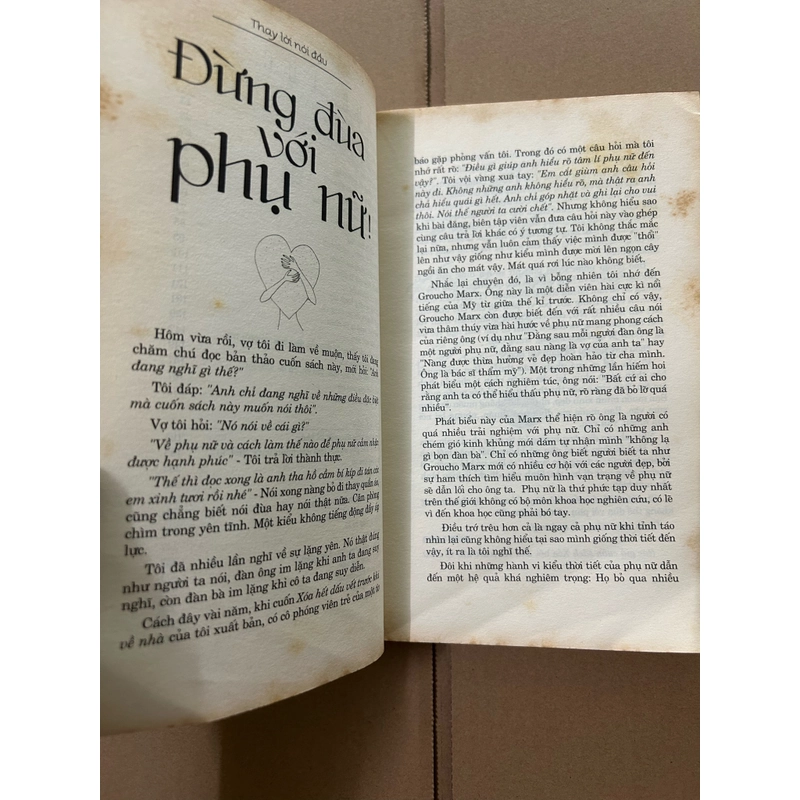 Thay lời nói đầu
Đừng đùa
với
phụ nữ!
Hôm vừa rồi, vợ tôi đi làm về muộn, thấy tôi đang
chăm chú đọc bản thảo cuốn sách này, mới hỏi: "Anh
đang nghĩ gì thế?"
Tôi đáp: "Anh chỉ đang nghĩ về những điều đặc biệt
mà cuốn sách này muốn nói thôi".
Vợ tôi hỏi: "Nó nói về cái gì?"
"Về phụ nữ và cách làm thế nào để phụ nữ cảm nhận
được hạnh phúc" - Tôi trả lời thành thực.
"Thế thì đọc xong là anh tha hồ cầm bí kíp đi tán các
em xinh tươi rồi nhé" - Nói xong nàng bỏ đi thay quần áo,
cũng chẳng biết nói đùa hay nói thật nữa. Căn phòng
chìm trong yên tĩnh. Một kiểu không tiếng động đầy áp
lực.
Tôi đã nhiều lần nghĩ về sự lặng yên. Nó thật đúng
như người ta nói, đàn ông im lặng khi anh ta đang suy
nghĩ, còn đàn bà im lặng khi cô ta đang suy diễn.
Cách đây vài năm, khi cuốn Xóa hết dấu vết trước khi
về nhà của tôi xuất bản, có cô phóng viên trẻ của một tờ
báo gặp phỏng vấn tôi. Trong đó có một câu hỏi mà tôi
nhớ rất rõ: "Điều gì giúp anh hiểu rõ tâm lí phụ nữ đến
vậy?". Tôi vội vàng xua tay: "Em cất giùm anh câu hỏi
này đi. Không những anh không hiểu rõ, mà thật ra anh
chả hiểu quái gì hết. Anh chỉ góp nhặt và ghi lại cho vui
thôi. Nói thế người ta cười chết". Nhưng không hiểu sao
khi bài đăng, biên tập viên vẫn đưa câu hỏi này vào ghép
cùng câu trả lời khác có ý tương tự. Tôi không thắc mắc
lại nữa, nhưng vẫn luôn cảm thấy việc mình được "thổi"
lên như vậy giống như kiểu mình được mời lên ngọn cây
ngồi ăn cho mát vậy. Mát quá rơi lúc nào không biết.
Nhắc lại chuyện đó, là vì bỗng nhiên tôi nhớ đến
Groucho Marx. Ông này là một diễn viên hài cực kì nổi
tiếng của Mỹ từ giữa thế kỉ trước. Không chỉ có vậy,
Groucho Marx còn được biết đến với rất nhiều câu nói
vừa thâm thúy vừa hài hước về phụ nữ mang phong cách
của riêng ông (ví dụ như "Đằng sau mỗi người đàn ông là
một người phụ nữ, đằng sau nàng là vợ của anh ta" hay
"Nàng được thừa hưởng vẻ đẹp hoàn hảo từ cha mình.
Ông là bác sĩ thẩm mỹ"). Một trong những lần hiếm hoi
phát biểu một cách nghiêm túc, ông nói: "Bất cứ ai cho
rằng anh ta có thể hiểu thấu phụ nữ, rõ ràng đã bỏ lỡ quá
nhiều".
Phát biểu này của Marx thể hiện rõ ông là người có
quá nhiều trải nghiệm với phụ nữ. Chỉ có những anh
chém gió kinh khủng mới dám tự nhận mình "không lạ
gì bọn đàn bà". Chỉ có những ông biết người biết ta như
Groucho Marx mới có nhiều cơ hội với các người đẹp, bởi
sự ham thích tìm hiểu muôn hình vạn trạng về phụ nữ
sẽ dẫn lối cho ông ta. Phụ nữ là thứ phức tạp duy nhất
trên thế giới không có bộ môn khoa học nghiên cứu, có lẽ
vì đến khoa học cũng phải bó tay.
Điều trớ trêu hơn cả là ngay cả phụ nữ khi tỉnh táo
nhìn lại cũng không hiểu tại sao mình giống thời tiết đến
vậy, ít ra là tôi nghĩ thế.
Đôi khi những hành vi kiểu thời tiết của phụ nữ dẫn
đến một hệ quả khá nghiêm trọng: Họ bỏ qua nhiều